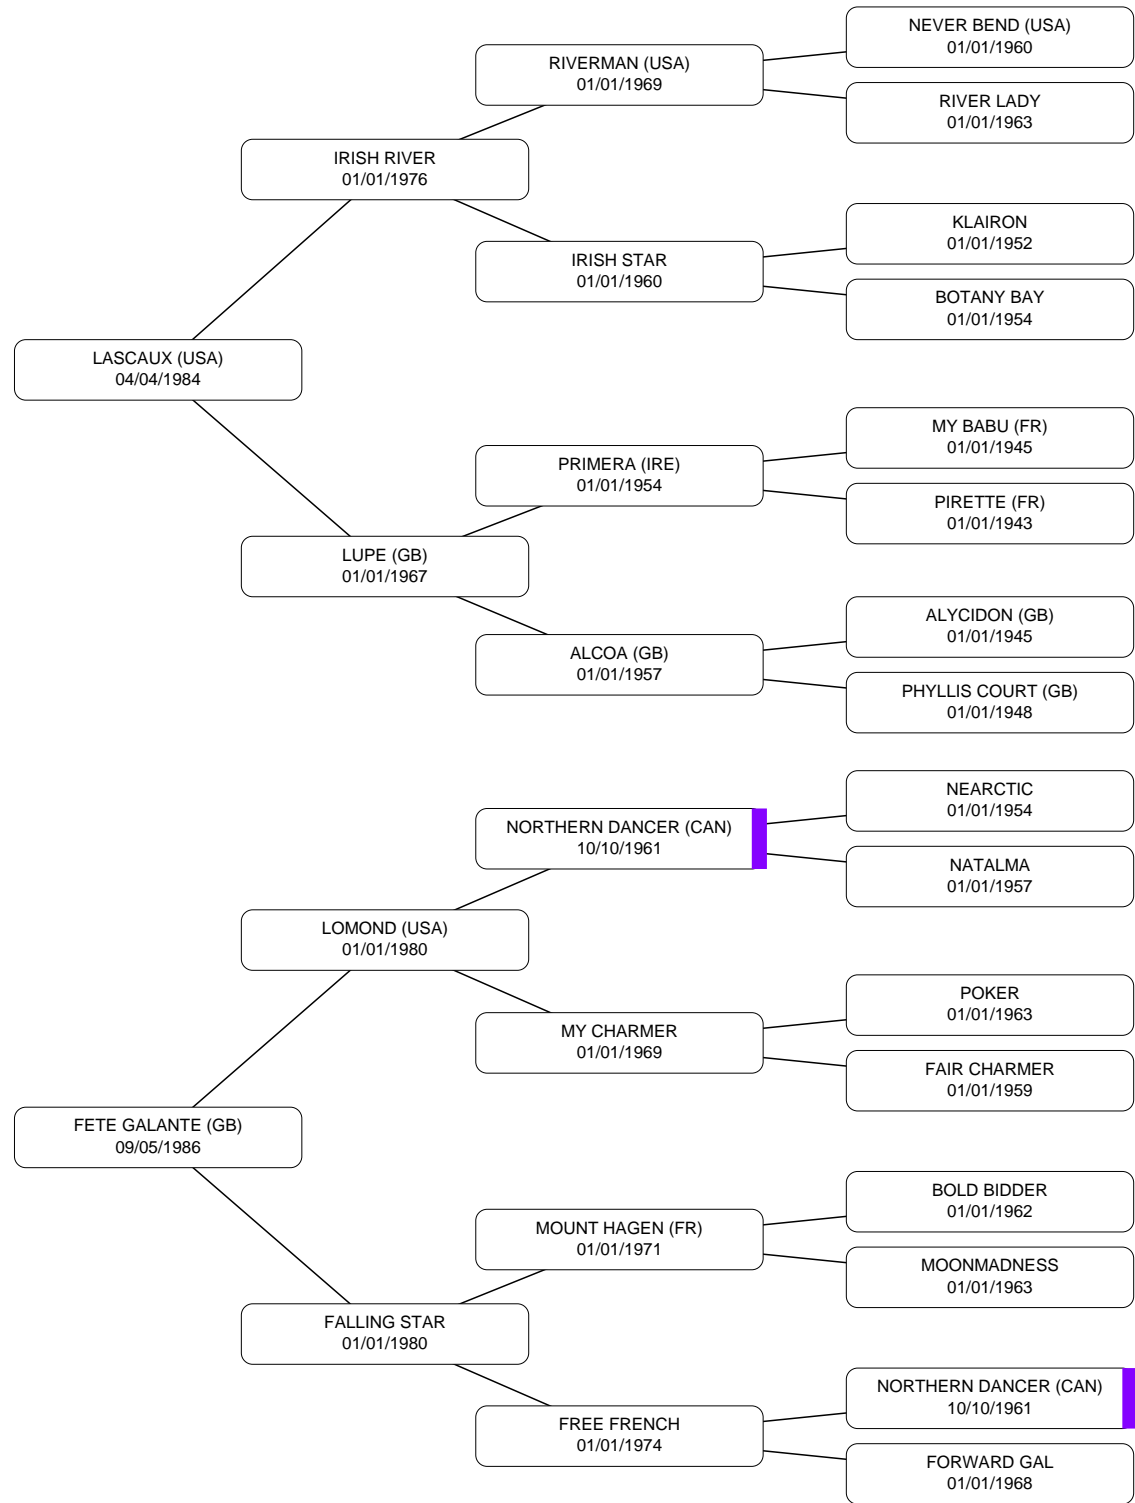 NEVER BEND (USA)
01/01/1960
RIVERMAN (USA)
01/01/1969
RIVER LADY
01/01/1963
IRISH RIVER
01/01/1976
KLAIRON
01/01/1952
IRISH STAR
01/01/1960
BOTANY BAY
01/01/1954
LASCAUX (USA)
04/04/1984
MY BABU (FR)
01/01/1945
PRIMERA (IRE)
01/01/1954
PIRETTE (FR)
01/01/1943
LUPE (GB)
01/01/1967
ALYCIDON (GB)
01/01/1945
ALCOA (GB)
01/01/1957
PHYLLIS COURT (GB)
01/01/1948
NEARCTIC
01/01/1954
NORTHERN DANCER (CAN)
10/10/1961
NATALMA
01/01/1957
LOMOND (USA)
01/01/1980
POKER
01/01/1963
MY CHARMER
01/01/1969
FAIR CHARMER
01/01/1959
FETE GALANTE (GB)
09/05/1986
BOLD BIDDER
01/01/1962
MOUNT HAGEN (FR)
01/01/1971
MOONMADNESS
01/01/1963
FALLING STAR
01/01/1980
NORTHERN DANCER (CAN)
10/10/1961
FREE FRENCH
01/01/1974
FORWARD GAL
01/01/1968